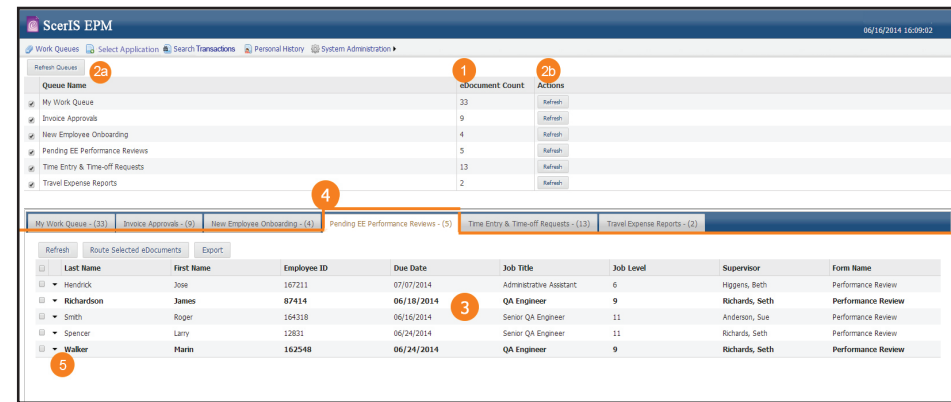 ScerIS EPM
06/16/2014 16:09:02
Work Queues Select Application Search Transactions Personal History System Administration
Refresh Queues 2a 1 2b
Queue Name eDocument Count Actions
My Work Queue 33 Refresh
Invoice Approvals 9 Refresh
New Employee Onboarding 4 Refresh
Pending EE Performance Reviews 5 Refresh
Time Entry & Time-off Requests 13 Refresh
Travel Expense Reports 2 Refresh
4
My Work Queue - (33) Invoice Approvals - (9) New Employee Onboarding - (4) Pending EE Performance Reviews - (5) Time Entry & Time-off Requests - (13) Travel Expense Reports - (2)
Refresh Route Selected eDocuments Export
Last Name First Name Employee ID Due Date Job Title Job Level Supervisor Form Name
Hendrick Jose 167211 07/07/2014 Administrative Assistant 6 Higgens, Beth Performance Review
Richardson James 87414 06/18/2014 QA Engineer 9 Richards, Seth Performance Review
3
Smith Roger 164318 06/16/2014 Senior QA Engineer 11 Anderson, Sue Performance Review
Spencer Larry 12831 06/24/2014 Senior QA Engineer 11 Richards, Seth Performance Review
Walker Marin 162548 06/24/2014 QA Engineer 9 Richards, Seth Performance Review
5